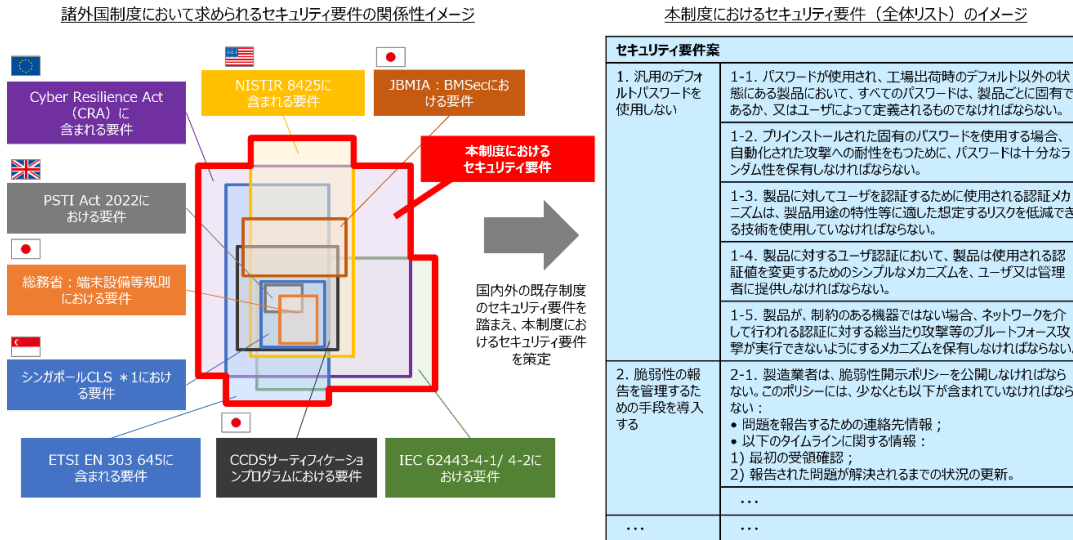 諸外国制度において求められるセキュリティ要件の関係性イメージ
Cyber Resilience Act
（CRA）に
含まれる要件
NISTIR 8425に
含まれる要件
JBMIA：BMSecにお
ける要件
本制度における
セキュリティ要件
PSTI Act 2022に
おける要件
総務省：端末設備等規則
における要件
シンガポールCLS ＊1におけ
る要件
ETSI EN 303 645に
含まれる要件
CCDSサーティフィケーショ
ンプログラムにおける要件
IEC 62443-4-1/ 4-2に
おける要件
国内外の既存制度
のセキュリティ要件を
踏まえ、本制度にお
けるセキュリティ要件
を策定
本制度におけるセキュリティ要件（全体リスト）のイメージ
セキュリティ要件案
1. 汎用のデフォ
ルトパスワードを
使用しない
1-1. パスワードが使用され、工場出荷時のデフォルト以外の状
態にある製品において、すべてのパスワードは、製品ごとに固有で
あるか、又はユーザによって定義されるものでなければならない。
1-2. プリインストールされた固有のパスワードを使用する場合、
自動化された攻撃への耐性をもつために、パスワードは十分なラ
ンダム性を保有しなければならない。
1-3. 製品に対してユーザを認証するために使用される認証メカ
ニズムは、製品用途の特性等に適した想定するリスクを低減でき
る技術を使用していなければならない。
1-4. 製品に対するユーザ認証において、製品は使用される認
証値を変更するためのシンプルなメカニズムを、ユーザ又は管理
者に提供しなければならない。
1-5. 製品が、制約のある機器ではない場合、ネットワークを介
して行われる認証に対する総当たり攻撃等のブルートフォース攻
撃が実行できないようにするメカニズムを保有しなければならない。
2. 脆弱性の報
告を管理するた
めの手段を導入
する
2-1. 製造業者は、脆弱性開示ポリシーを公開しなければなら
ない。このポリシーには、少なくとも以下が含まれていなければなら
ない：
• 問題を報告するための連絡先情報；
• 以下のタイムラインに関する情報：
1) 最初の受領確認；
2) 報告された問題が解決されるまでの状況の更新。
…
…
…